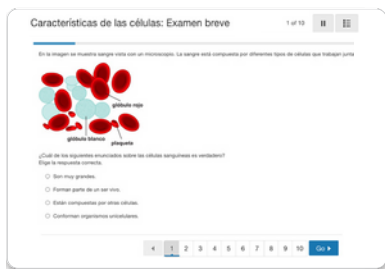 Características de las células: Examen breve
1 of 10
En la imagen se muestra sangre vista con un microscopio. La sangre está compuesta por diferentes tipos de células que trabajan junta
glóbulo rojo
glóbulo blanco
plaqueta
¿Cuál de los siguientes enunciados sobre las células sanguíneas es verdadero?
Elige la respuesta correcta.
Son muy grandes.
Forman parte de un ser vivo.
Están compuestas por otras células.
Conforman organismos unicelulares.
1 2 3 4 5 6 7 8 9 10 Go